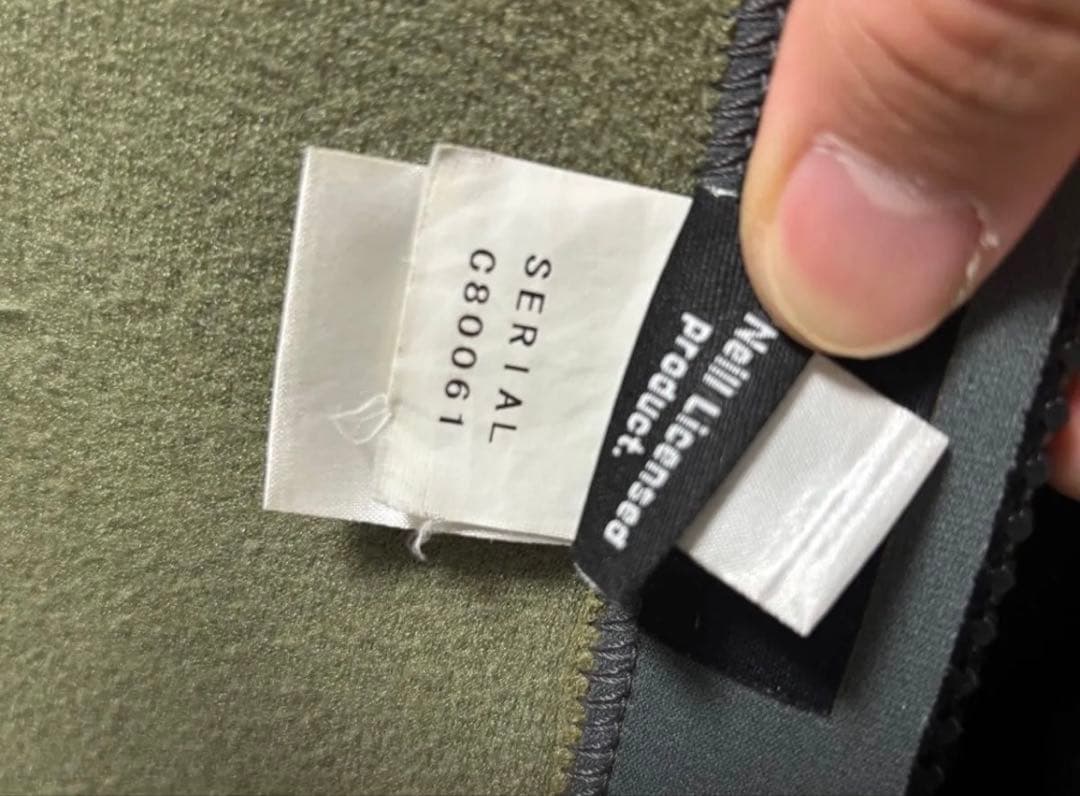 SERIAL
C80061
Neill Licensed
product.